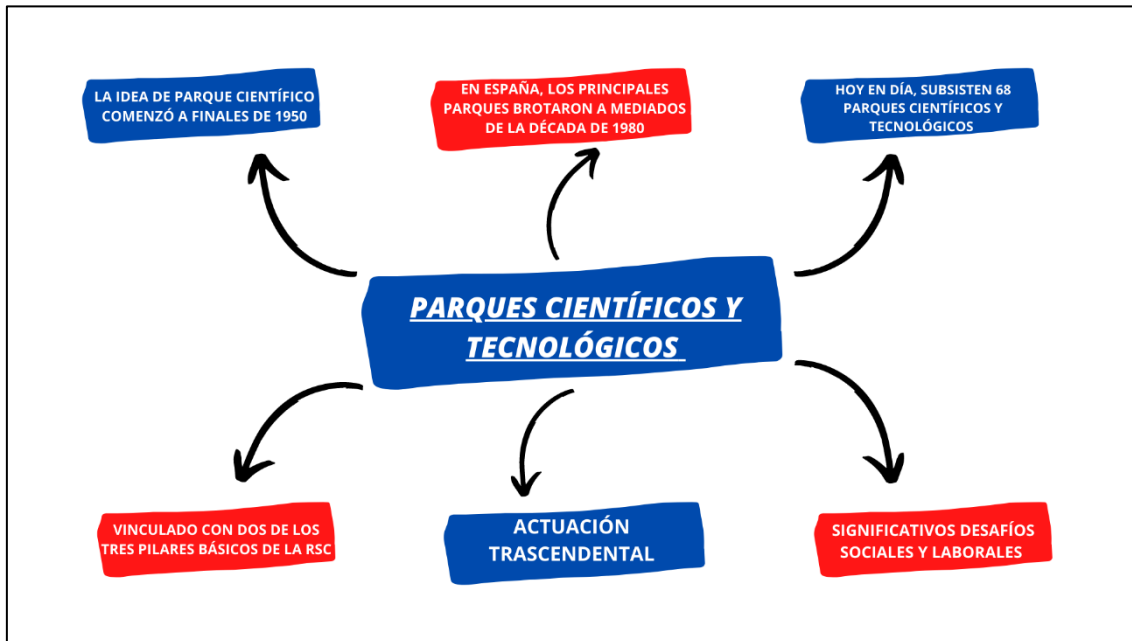 LA IDEA DE PARQUE CIENTÍFICO
COMENZÓ A FINALES DE 1950
EN ESPAÑA, LOS PRINCIPALES
PARQUES BROTARON A MEDIADOS
DE LA DÉCADA DE 1980
HOY EN DÍA, SUBSISTEN 68
PARQUES CIENTÍFICOS Y
TECNOLÓGICOS
PARQUES CIENTÍFICOS Y
TECNOLÓGICOS
VINCULADO CON DOS DE LOS
TRES PILARES BÁSICOS DE LA RSC
ACTUACIÓN
TRASCENDENTAL
SIGNIFICATIVOS DESAFÍOS
SOCIALES Y LABORALES